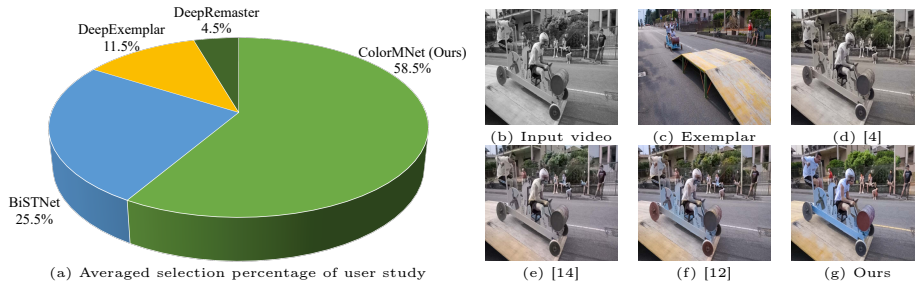 DeepRemaster
4.5%
DeepExemplar
11.5%
ColorMNet (Ours)
58.5%
BiSTNet
25.5%
(a) Averaged selection percentage of user study
(b) Input video
(c) Exemplar
(d) [4]
(e) [14]
(f) [12]
(g) Ours